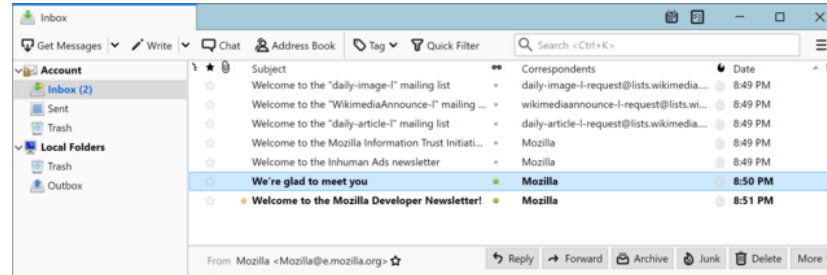 Inbox
Get Messages Write Chat Address Book Tag Quick Filter Search <Ctrl+K>
Account
Inbox (2)
Sent
Trash
Local Folders
Trash
Outbox
Subject Correspondents Date
Welcome to the "daily-image-l" mailing list daily-image-l-request@lists.wikimedia.... 8:49 PM
Welcome to the "WikimediaAnnounce-l" mailing ... wikimediaannounce-l-request@lists.wi... 8:49 PM
Welcome to the "daily-article-l" mailing list daily-article-l-request@lists.wikimedia.... 8:49 PM
Welcome to the Mozilla Information Trust Initiati... Mozilla 8:49 PM
Welcome to the Inhuman Ads newsletter Mozilla 8:49 PM
We're glad to meet you Mozilla 8:50 PM
Welcome to the Mozilla Developer Newsletter! Mozilla 8:51 PM
From Mozilla <Mozilla@e.mozilla.org> Reply Forward Archive Junk Delete More